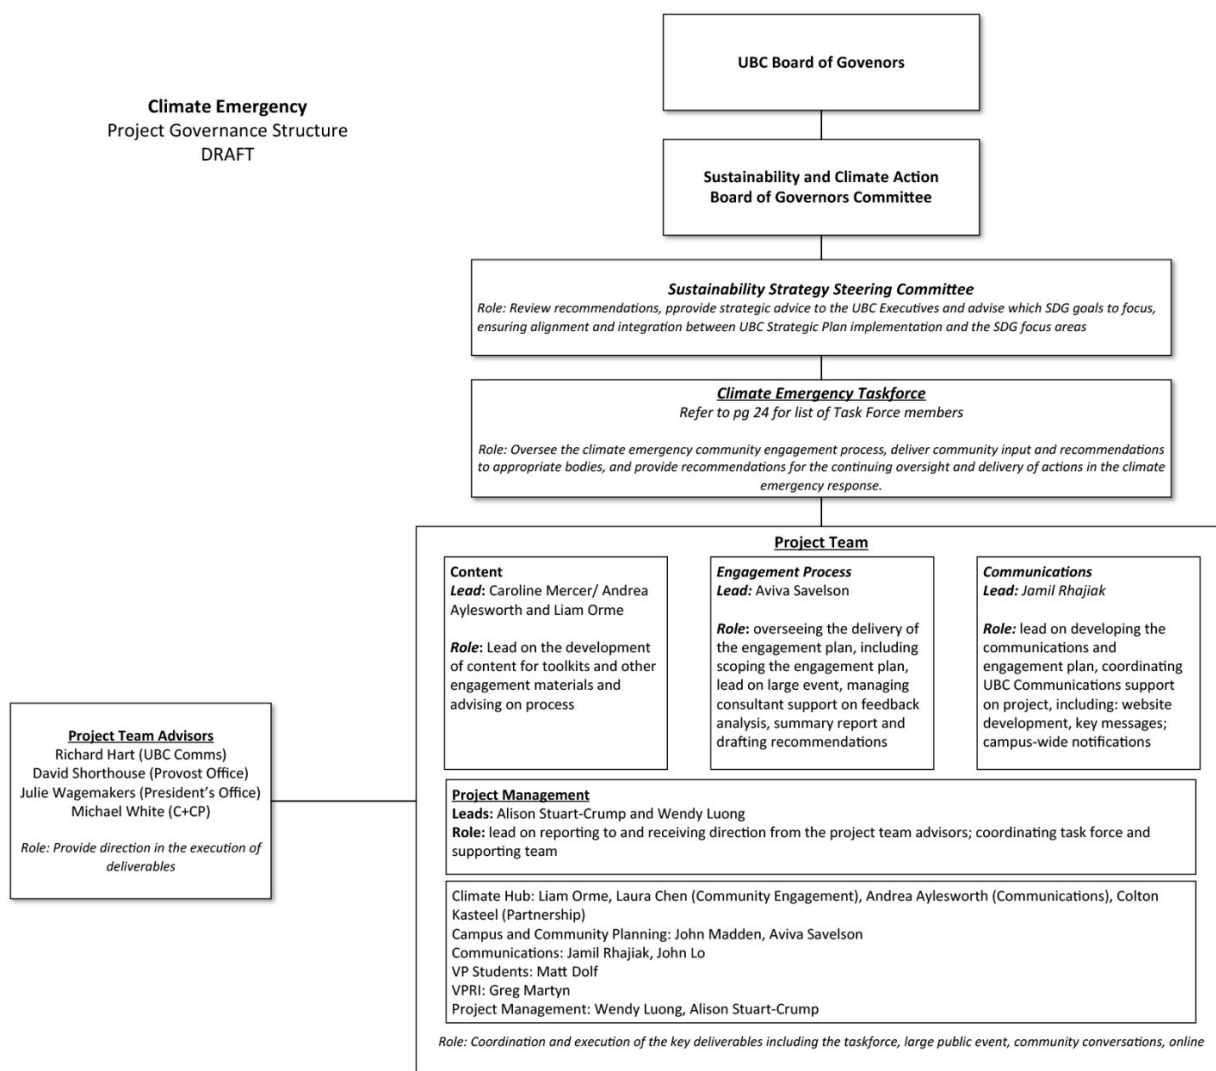 Climate Emergency
Project Governance Structure
DRAFT
UBC Board of Govenors
Sustainability and Climate Action
Board of Governors Committee
Sustainability Strategy Steering Committee
Role: Review recommendations, pprovide strategic advice to the UBC Executives and advise which SDG goals to focus,
ensuring alignment and integration between UBC Strategic Plan implementation and the SDG focus areas
Climate Emergency Taskforce
Refer to pg 24 for list of Task Force members
Role: Oversee the climate emergency community engagement process, deliver community input and recommendations
to appropriate bodies, and provide recommendations for the continuing oversight and delivery of actions in the climate
emergency response.
Project Team
Content
Lead: Caroline Mercer/ Andrea
Aylesworth and Liam Orme
Role: Lead on the development
of content for toolkits and other
engagement materials and
advising on process
Engagement Process
Lead: Aviva Savelson
Role: overseeing the delivery of
the engagement plan, including
scoping the engagement plan,
lead on large event, managing
consultant support on feedback
analysis, summary report and
drafting recommendations
Communications
Lead: Jamil Rhajiak
Role: lead on developing the
communications and
engagement plan, coordinating
UBC Communications support
on project, including: website
development, key messages;
campus-wide notifications
Project Team Advisors
Richard Hart (UBC Comms)
David Shorthouse (Provost Office)
Julie Wagemakers (President's Office)
Michael White (C+CP)
Role: Provide direction in the execution of
deliverables
Project Management
Leads: Alison Stuart-Crump and Wendy Luong
Role: lead on reporting to and receiving direction from the project team advisors; coordinating task force and
supporting team
Climate Hub: Liam Orme, Laura Chen (Community Engagement), Andrea Aylesworth (Communications), Colton
Kasteel (Partnership)
Campus and Community Planning: John Madden, Aviva Savelson
Communications: Jamil Rhajiak, John Lo
VP Students: Matt Dolf
VPRI: Greg Martyn
Project Management: Wendy Luong, Alison Stuart-Crump
Role: Coordination and execution of the key deliverables including the taskforce, large public event, community conversations, online